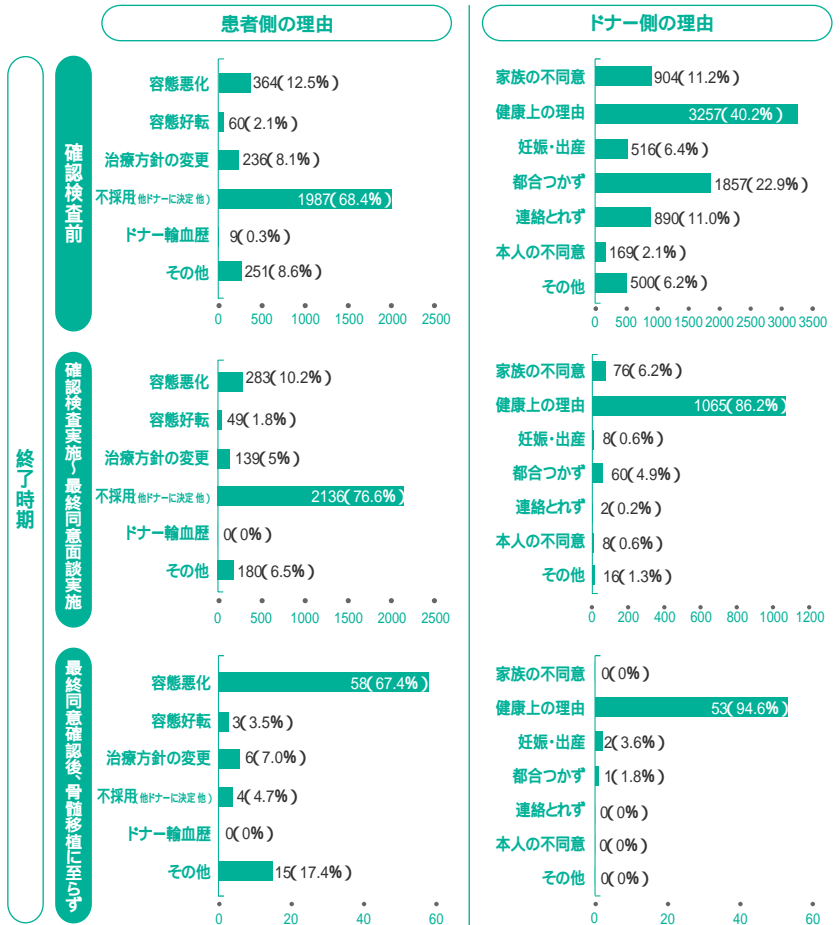 患者側の理由
ドナー側の理由
終了時期
確認検査前
容態悪化 364(12.5%)
容態好転 60(2.1%)
治療方針の変更 236(8.1%)
不採用(他ドナーに決定 他) 1987(68.4%)
ドナー輸血歴 9(0.3%)
その他 251(8.6%)
0 500 1000 1500 2000 2500
家族の不同意 904(11.2%)
健康上の理由 3257(40.2%)
妊娠・出産 516(6.4%)
都合つかず 1857(22.9%)
連絡とれず 890(11.0%)
本人の不同意 169(2.1%)
その他 500(6.2%)
0 500 1000 1500 2000 2500 3000 3500
確認検査実施〜最終同意面談実施
容態悪化 283(10.2%)
容態好転 49(1.8%)
治療方針の変更 139(5%)
不採用(他ドナーに決定 他) 2136(76.6%)
ドナー輸血歴 0(0%)
その他 180(6.5%)
0 500 1000 1500 2000 2500
家族の不同意 76(6.2%)
健康上の理由 1065(86.2%)
妊娠・出産 8(0.6%)
都合つかず 60(4.9%)
連絡とれず 2(0.2%)
本人の不同意 8(0.6%)
その他 16(1.3%)
0 200 400 600 800 1000 1200
最終同意確認後、骨髄移植に至らず
容態悪化 58(67.4%)
容態好転 3(3.5%)
治療方針の変更 6(7.0%)
不採用(他ドナーに決定 他) 4(4.7%)
ドナー輸血歴 0(0%)
その他 15(17.4%)
0 20 40 60
家族の不同意 0(0%)
健康上の理由 53(94.6%)
妊娠・出産 2(3.6%)
都合つかず 1(1.8%)
連絡とれず 0(0%)
本人の不同意 0(0%)
その他 0(0%)
0 20 40 60